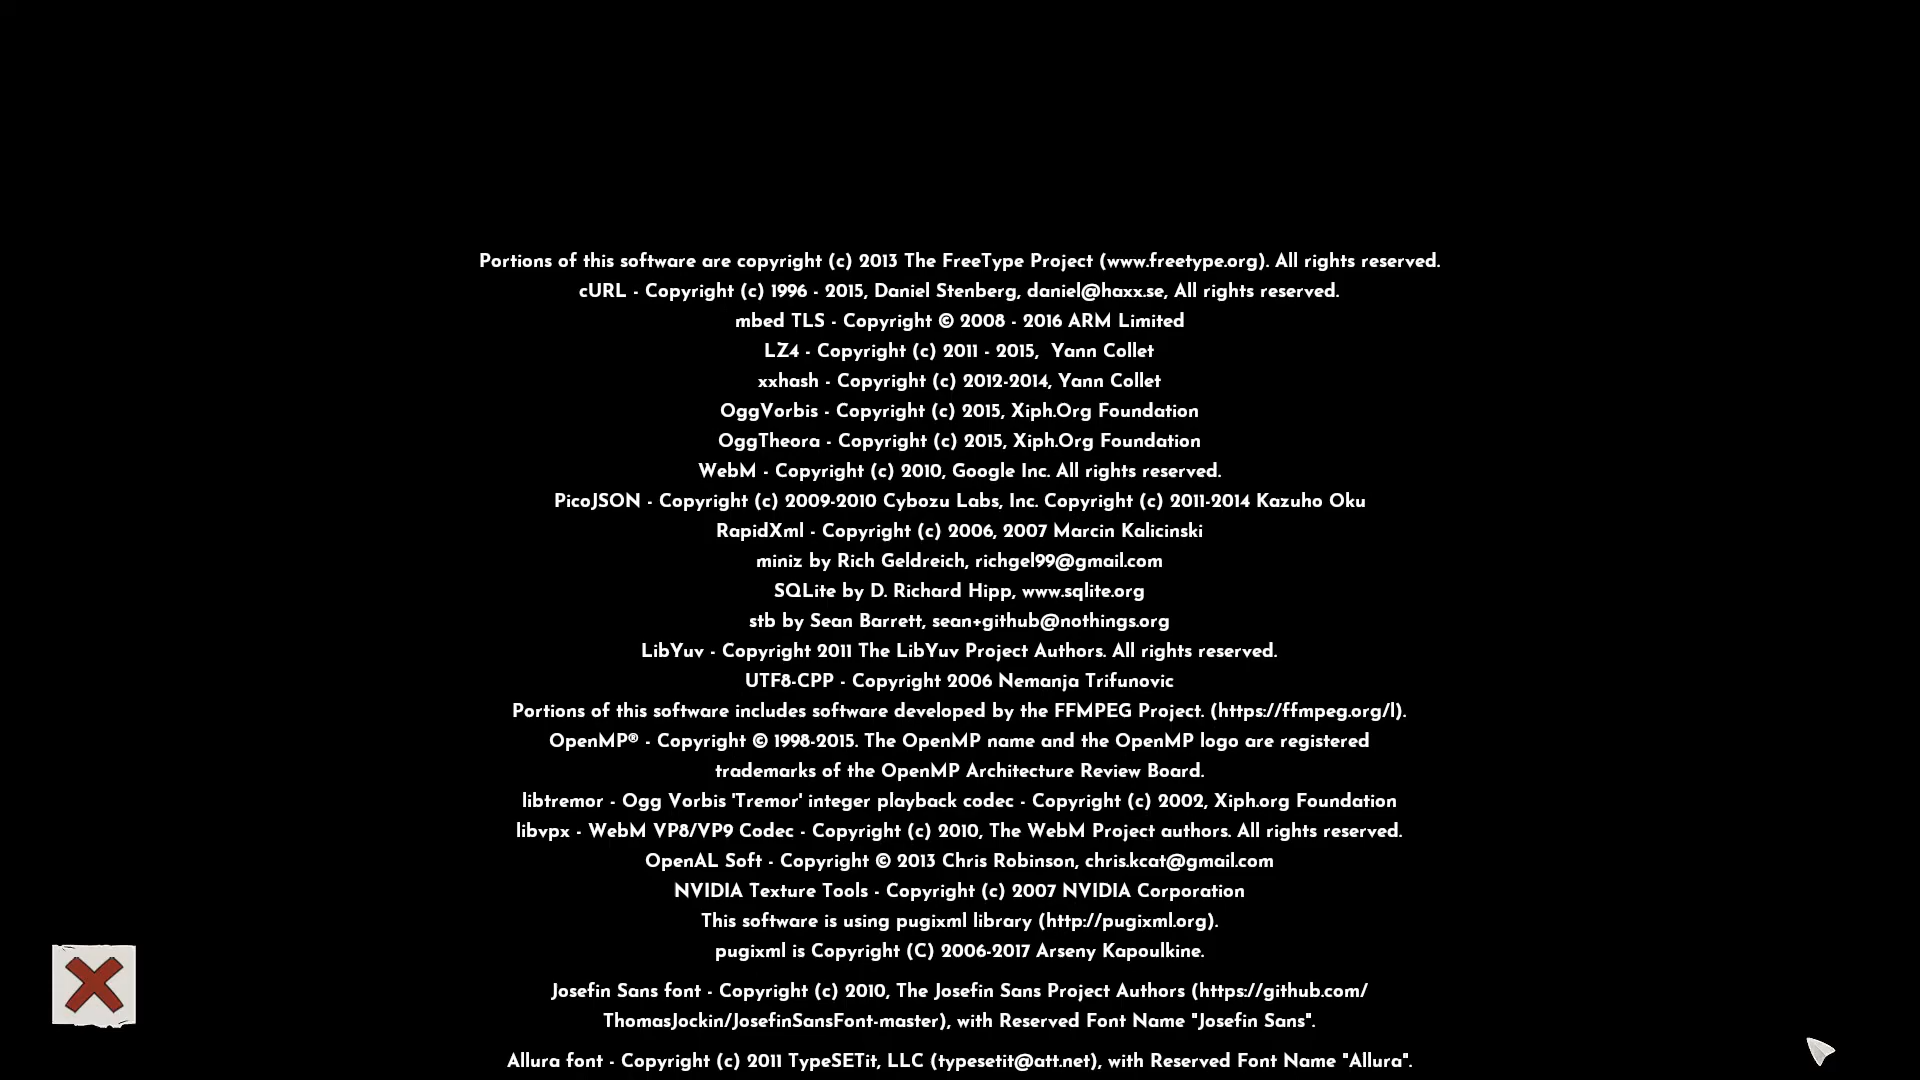 Portions of this software are copyright (c) 2013 The FreeType Project (www.freetype.org). All rights reserved.
cURL - Copyright (c) 1996 - 2015, Daniel Stenberg, daniel@haxx.se, All rights reserved.
mbed TLS - Copyright © 2008 - 2016 ARM Limited
LZ4 - Copyright (c) 2011 - 2015,  Yann Collet
xxhash - Copyright (c) 2012-2014, Yann Collet
OggVorbis - Copyright (c) 2015, Xiph.Org Foundation
OggTheora - Copyright (c) 2015, Xiph.Org Foundation
WebM - Copyright (c) 2010, Google Inc. All rights reserved.
PicoJSON - Copyright (c) 2009-2010 Cybozu Labs, Inc. Copyright (c) 2011-2014 Kazuho Oku
RapidXml - Copyright (c) 2006, 2007 Marcin Kalicinski
miniz by Rich Geldreich, richgel99@gmail.com
SQLite by D. Richard Hipp, www.sqlite.org
stb by Sean Barrett, sean+github@nothings.org
LibYuv - Copyright 2011 The LibYuv Project Authors. All rights reserved.
UTF8-CPP - Copyright 2006 Nemanja Trifunovic
Portions of this software includes software developed by the FFMPEG Project. (https://ffmpeg.org/l).
OpenMP® - Copyright © 1998-2015. The OpenMP name and the OpenMP logo are registered
trademarks of the OpenMP Architecture Review Board.
libtremor - Ogg Vorbis 'Tremor' integer playback codec - Copyright (c) 2002, Xiph.org Foundation
libvpx - WebM VP8/VP9 Codec - Copyright (c) 2010, The WebM Project authors. All rights reserved.
OpenAL Soft - Copyright © 2013 Chris Robinson, chris.kcat@gmail.com
NVIDIA Texture Tools - Copyright (c) 2007 NVIDIA Corporation
This software is using pugixml library (http://pugixml.org).
pugixml is Copyright (C) 2006-2017 Arseny Kapoulkine.
Josefin Sans font - Copyright (c) 2010, The Josefin Sans Project Authors (https://github.com/
ThomasJockin/JosefinSansFont-master), with Reserved Font Name "Josefin Sans".
Allura font - Copyright (c) 2011 TypeSETit, LLC (typesetit@att.net), with Reserved Font Name "Allura".